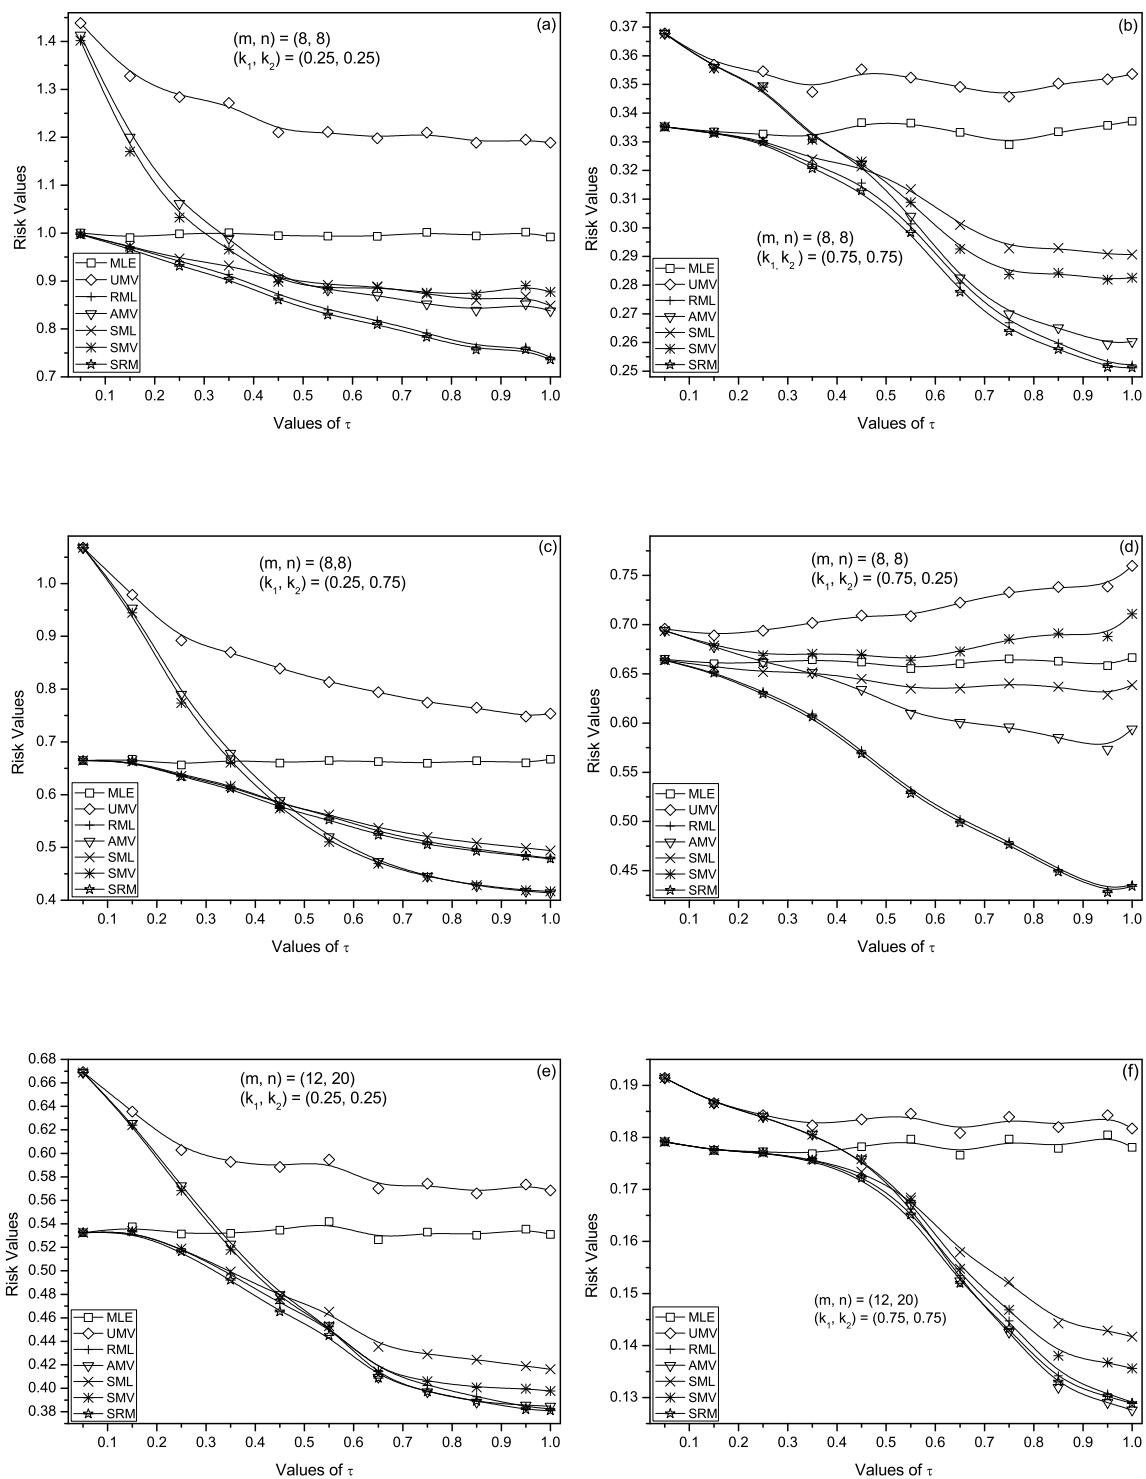 (a)
(m, n) = (8, 8)
(k1, k2) = (0.25, 0.25)
Risk Values
1.4
1.3
1.2
1.1
1.0
0.9
0.8
0.7
MLE
UMV
RML
AMV
SML
SMV
SRM
0.1 0.2 0.3 0.4 0.5 0.6 0.7 0.8 0.9 1.0
Values of τ
(b)
(m, n) = (8, 8)
(k1, k2 ) = (0.75, 0.75)
Risk Values
0.37
0.36
0.35
0.34
0.33
0.32
0.31
0.30
0.29
0.28
0.27
0.26
0.25
MLE
UMV
RML
AMV
SML
SMV
SRM
0.1 0.2 0.3 0.4 0.5 0.6 0.7 0.8 0.9 1.0
Values of τ
(c)
(m, n) = (8,8)
(k1, k2) = (0.25, 0.75)
Risk Values
1.0
0.9
0.8
0.7
0.6
0.5
0.4
MLE
UMV
RML
AMV
SML
SMV
SRM
0.1 0.2 0.3 0.4 0.5 0.6 0.7 0.8 0.9 1.0
Values of τ
(d)
(m, n) = (8, 8)
(k1, k2) = (0.75, 0.25)
Risk Values
0.75
0.70
0.65
0.60
0.55
0.50
0.45
MLE
UMV
RML
AMV
SML
SMV
SRM
0.1 0.2 0.3 0.4 0.5 0.6 0.7 0.8 0.9 1.0
Values of τ
(e)
(m, n) = (12, 20)
(k1, k2) = (0.25, 0.25)
Risk Values
0.68
0.66
0.64
0.62
0.60
0.58
0.56
0.54
0.52
0.50
0.48
0.46
0.44
0.42
0.40
0.38
MLE
UMV
RML
AMV
SML
SMV
SRM
0.1 0.2 0.3 0.4 0.5 0.6 0.7 0.8 0.9 1.0
Values of τ
(f)
(m, n) = (12, 20)
(k1, k2) = (0.75, 0.75)
Risk Values
0.19
0.18
0.17
0.16
0.15
0.14
0.13
MLE
UMV
RML
AMV
SML
SMV
SRM
0.1 0.2 0.3 0.4 0.5 0.6 0.7 0.8 0.9 1.0
Values of τ